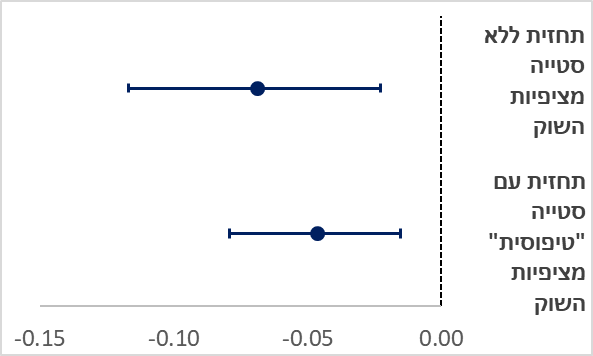 תחזית ללא
סטייה
מציפיות
השוק
תחזית עם
סטייה
"טיפוסית"
מציפיות
השוק
-0.15 -0.10 -0.05 0.00